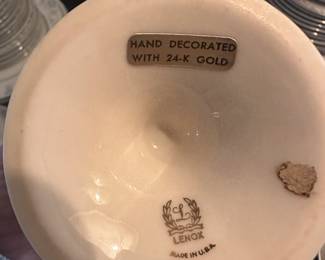 HAND DECORATED
WITH 24-K GOLD
L
LENOX
MADE IN U.S.A.